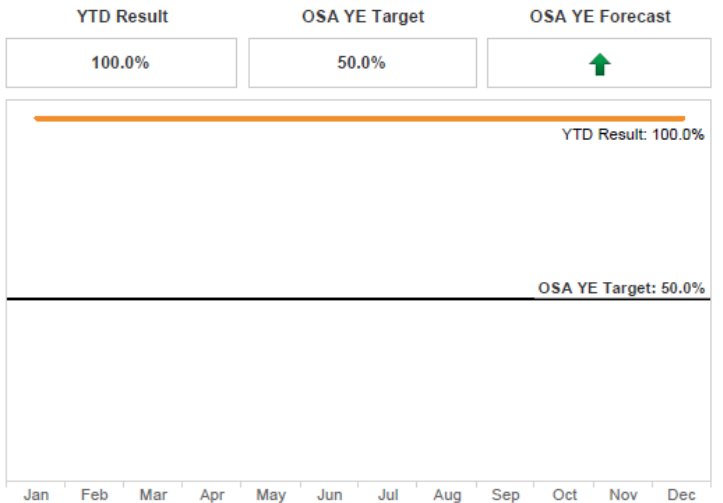 YTD Result OSA YE Target OSA YE Forecast
100.0% 50.0%
YTD Result: 100.0%
OSA YE Target: 50.0%
Jan Feb Mar Apr May Jun Jul Aug Sep Oct Nov Dec